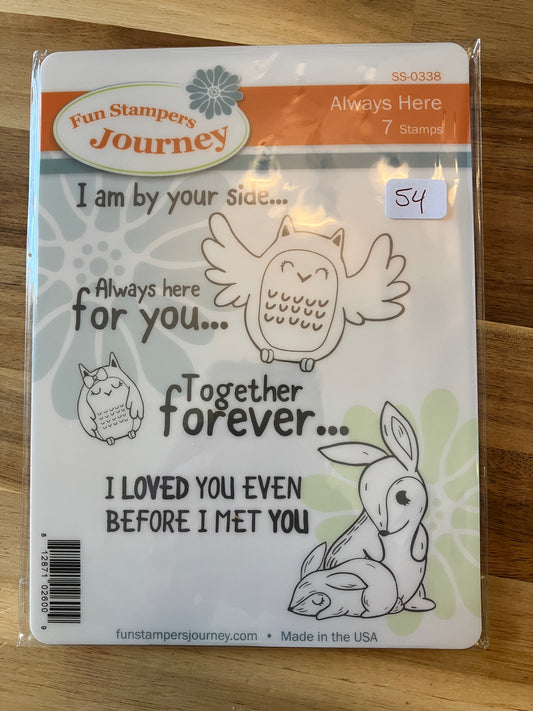 SS-0338
Fun Stampers
Journey
Always Here
7 Stamps
I am by your side...
54
Always here
for you...
Together
forever...
I LOVED YOU EVEN
BEFORE I MET YOU
8 12871 02600 9
funstampersjourney.com • Made in the USA